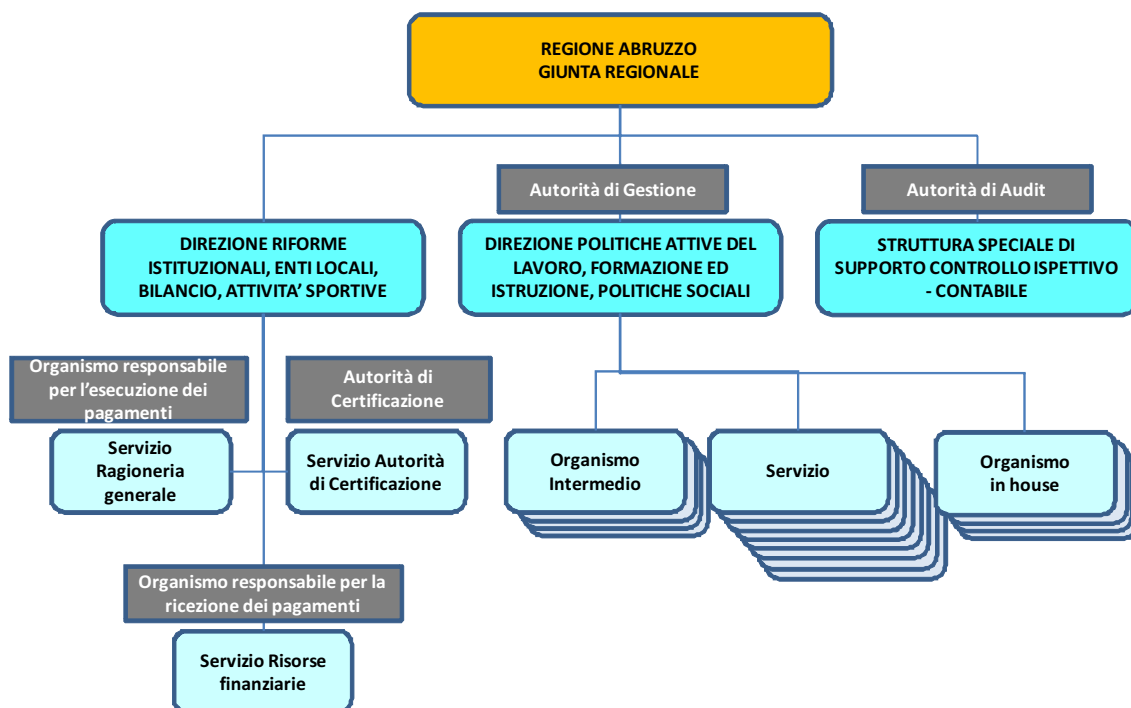 REGIONE ABRUZZO
GIUNTA REGIONALE
Autorità di Gestione
Autorità di Audit
DIREZIONE RIFORME
ISTITUZIONALI, ENTI LOCALI,
BILANCIO, ATTIVITA’ SPORTIVE
DIREZIONE POLITICHE ATTIVE DEL
LAVORO, FORMAZIONE ED
ISTRUZIONE, POLITICHE SOCIALI
STRUTTURA SPECIALE DI
SUPPORTO CONTROLLO ISPETTIVO
- CONTABILE
Organismo responsabile
per l’esecuzione dei
pagamenti
Autorità di
Certificazione
Servizio
Ragioneria
generale
Servizio Autorità
di Certificazione
Organismo
Intermedio
Servizio
Organismo
in house
Organismo responsabile per la
ricezione dei pagamenti
Servizio Risorse
finanziarie